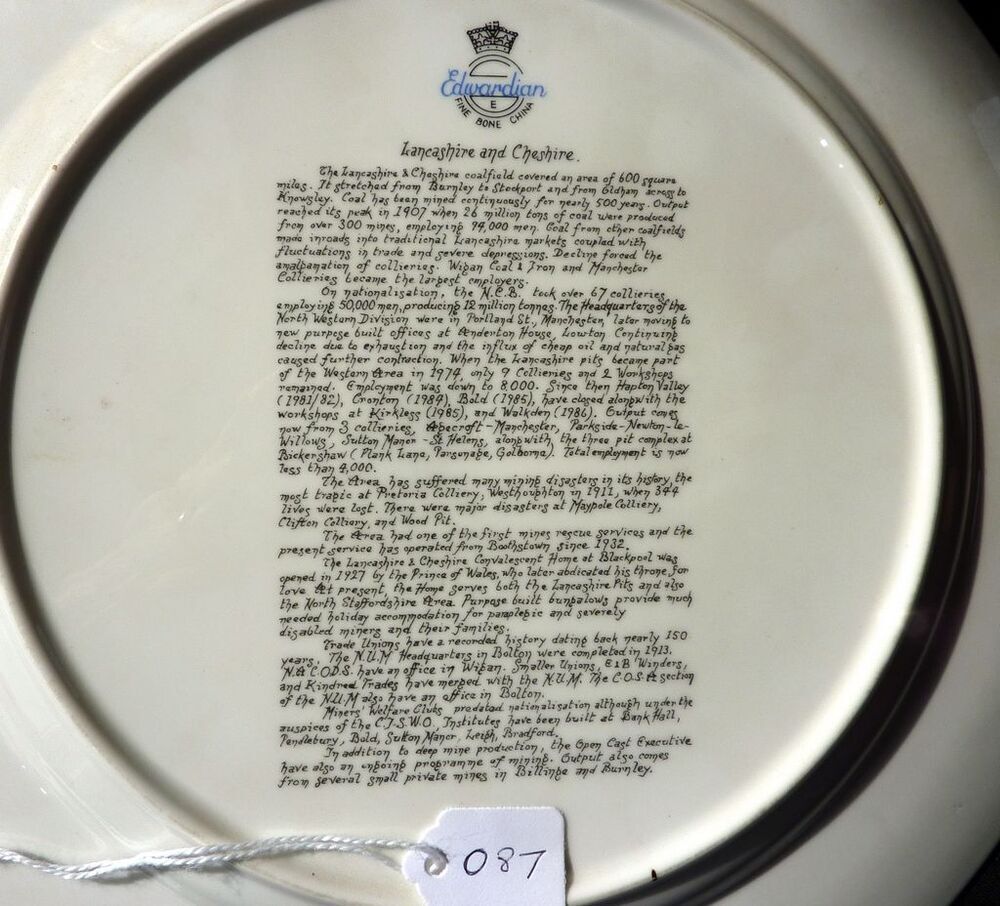 Edwardian
E
FINE BONE CHINA
Lancashire and Cheshire.
The Lancashire & Cheshire coalfield covered an area of 600 square
miles. It stretched from Burnley to Stockport and from Oldham across to
Knowsley. Coal has been mined continuously for nearly 500 years. Output
reached its peak in 1907 when 26 million tons of coal were produced
from over 300 mines, employing 94,000 men. Coal from other coalfields
made inroads into traditional Lancashire markets coupled with
fluctuations in trade and severe depressions. Decline forced the
amalgamation of collieries. Wigan Coal & Iron and Manchester
Collieries became the largest employers.
On nationalisation, the N.C.B. took over 67 collieries
employing 50,000 men, producing 12 million tonnes. The Headquarters of the
North Western Division were in Portland St., Manchester, later moving to
new purpose built offices at Anderton House, Lowton Continuing
decline due to exhaustion and the influx of cheap oil and natural gas
caused further contraction. When the Lancashire pits became part
of the Western Area in 1974, only 9 Collieries and 2 Workshops
remained. Employment was down to 8,000. Since then Hapton Valley
(1981/82), Cronton (1984), Bold (1985), have closed alongwith the
workshops at Kirkless (1985), and Walkden (1986). Output comes
now from 3 collieries, Agecroft - Manchester, Parkside - Newton-le-
Willows, Sutton Manor - St Helens, alongwith, the three pit complex at
Bickershaw (Plank Lane, Parsonage, Golborne). Total employment is now
less than 4,000.
The Area has suffered many mining disasters in its history, the
most tragic at Pretoria Colliery, Westhoughton in 1911, when 344
lives were lost. There were major disasters at Maypole Colliery,
Clifton Colliery, and Wood Pit.
The Area had one of the first mines rescue services and the
present service has operated from Boothstown since 1932.
The Lancashire & Cheshire Convalescent Home at Blackpool was
opened in 1927 by the Prince of Wales, who later abdicated his throne, for
love At present, the Home serves both the Lancashire Pits and also
the North Staffordshire Area. Purpose built bungalows provide much
needed holiday accommodation for paraplegic and severely
disabled miners and their families.
Trade Unions have a recorded history dating back nearly 150
years. The N.U.M Headquarters in Bolton were completed in 1913.
N.A.C.O.D.S. have an office in Wigan. Smaller Unions, E&B Winders,
and Kindred Trades have merged with the N.U.M. The C.O.S.A section
of the N.U.M also have an office in Bolton.
Miners' Welfare Clubs predated nationalisation although under the
auspices of the C.I.S.W.O., Institutes have been built at Bank Hall,
Pendlebury, Bold, Sutton Manor, Leigh, Bradford.
In addition to deep mine production, the Open Cast Executive
have also an ongoing programme of mining. Output also comes
from several small private mines in Billinge and Burnley.
087